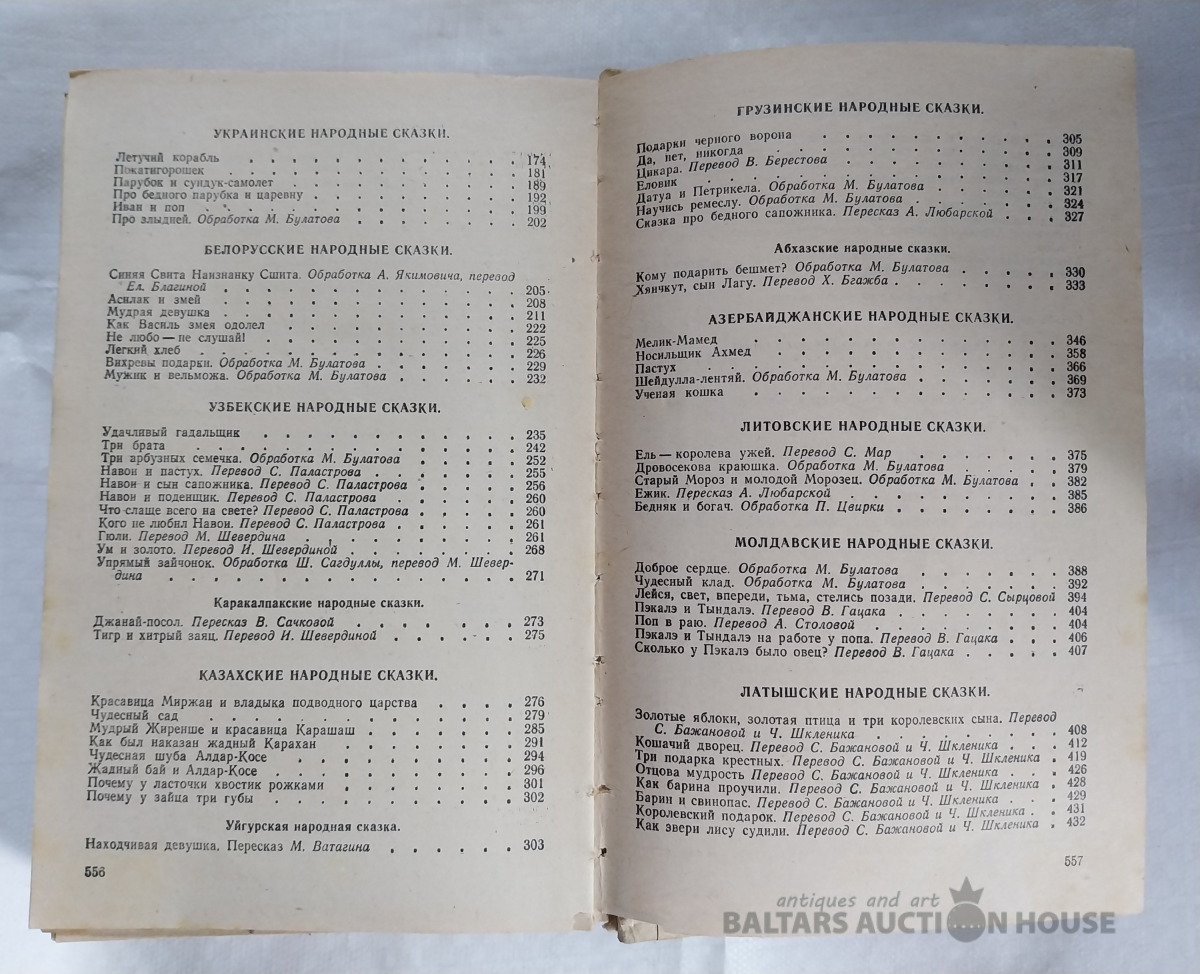 УКРАИНСКИЕ НАРОДНЫЕ СКАЗКИ.
Летучий корабль . . . . . . . . . . . . 174
Покатигорошек . . . . . . . . . . . . 181
Парубок и сундук-самолет . . . . . . . . . . 189
Про бедного парубка и царевну . . . . . . . . 192
Иван и поп . . . . . . . . . . . . 199
Про злыдней. Обработка М. Булатова . . . . . . . 202
БЕЛОРУССКИЕ НАРОДНЫЕ СКАЗКИ.
Синяя Свита Наизнанку Сшита. Обработка А. Якимовича, перевод
Ел. Благиной . . . . . . . . . . . . 205
Асилак и змей . . . . . . . . . . . . 208
Мудрая девушка . . . . . . . . . . . . 211
Как Василь змея одолел . . . . . . . . . . 222
Не любо — не слушай! . . . . . . . . . . 225
Легкий хлеб . . . . . . . . . . . . 226
Вихревы подарки. Обработка М. Булатова . . . . . . 229
Мужик и вельможа. Обработка М. Булатова . . . . . 232
УЗБЕКСКИЕ НАРОДНЫЕ СКАЗКИ.
Удачливый гадальщик . . . . . . . . . . 235
Три брата . . . . . . . . . . . . 242
Три арбузных семечка. Обработка М. Булатова . . . . . 252
Навои и пастух. Перевод С. Паластрова . . . . . . 255
Навои и сын сапожника. Перевод С. Паластрова . . . . 256
Навои и поденщик. Перевод С. Паластрова . . . . . 260
Что слаще всего на свете? Перевод С. Паластрова . . . . 260
Кого не любил Навои. Перевод С. Паластрова . . . . . 261
Гюли. Перевод М. Шевердина . . . . . . . . 261
Ум и золото. Перевод И. Шевердиной . . . . . . . 268
Упрямый зайчонок. Обработка Ш. Сагдуллы, перевод М. Шевер-
дина . . . . . . . . . . . . 271
Каракалпакские народные сказки.
Джанай-посол. Пересказ В. Сачковой . . . . . . . 273
Тигр и хитрый заяц. Перевод И. Шевердиной . . . . . 275
КАЗАХСКИЕ НАРОДНЫЕ СКАЗКИ.
Красавица Миржан и владыка подводного царства . . . . 276
Чудесный сад . . . . . . . . . . . . 279
Мудрый Жиренше и красавица Қарашаш . . . . . . 285
Как был наказан жадный Қарахан . . . . . . . 291
Чудесная шуба Алдар-Қосе . . . . . . . . . 294
Жадный бай и Алдар-Қосе . . . . . . . . . 296
Почему у ласточки хвостик рожками . . . . . . . 301
Почему у зайца три губы . . . . . . . . . 302
Уйгурская народная сказка.
Находчивая девушка. Пересказ М. Ватагина . . . . . . 303
556
ГРУЗИНСКИЕ НАРОДНЫЕ СКАЗКИ.
Подарки черного ворона . . . . . . . . . . 305
Да, нет, никогда . . . . . . . . . . . 309
Цикара. Перевод В. Берестова . . . . . . . . 311
Еловик . . . . . . . . . . . . 317
Датуа и Петрикела. Обработка М. Булатова . . . . . 321
Научись ремеслу. Обработка М. Булатова . . . . . . 324
Сказка про бедного сапожника. Пересказ А. Любарской . . . 327
Абхазские народные сказки.
Кому подарить бешмет? Обработка М. Булатова . . . . . 330
Хянчкут, сын Лагу. Перевод Х. Бгажба . . . . . . . 333
АЗЕРБАЙДЖАНСКИЕ НАРОДНЫЕ СКАЗКИ.
Мелик-Мамед . . . . . . . . . . . . 346
Носильщик Ахмед . . . . . . . . . . . 358
Пастух . . . . . . . . . . . . 366
Шейдулла-лентяй. Обработка М. Булатова . . . . . . 369
Ученая кошка . . . . . . . . . . . . 373
ЛИТОВСКИЕ НАРОДНЫЕ СКАЗКИ.
Ель — королева ужей. Перевод С. Мар . . . . . . 375
Дровосекова краюшка. Обработка М. Булатова . . . . . 379
Старый Мороз и молодой Морозец. Обработка М. Булатова . . 382
Ежик. Пересказ А. Любарской . . . . . . . . 385
Бедняк и богач. Обработка П. Цвирки . . . . . . . 386
МОЛДАВСКИЕ НАРОДНЫЕ СКАЗКИ.
Доброе сердце. Обработка М. Булатова . . . . . . 388
Чудесный клад. Обработка М. Булатова . . . . . . 392
Лейся, свет, впереди, тьма, стелись позади. Перевод С. Сырцовой 394
Пэкалэ и Тындалэ. Перевод В. Гацака . . . . . . . 404
Поп в раю. Перевод А. Столовой . . . . . . . . 404
Пэкалэ и Тындалэ на работе у попа. Перевод В. Гацака . . . 406
Сколько у Пэкалэ было овец? Перевод В. Гацака . . . . . 407
ЛАТЫШСКИЕ НАРОДНЫЕ СКАЗКИ.
Золотые яблоки, золотая птица и три королевских сына. Перевод
С. Бажановой и Ч. Шкленика . . . . . . . . 408
Кошачий дворец. Перевод С. Бажановой и Ч. Шкленика . . . 412
Три подарка крестных. Перевод С. Бажановой и Ч. Шкленика . 419
Отцова мудрость Перевод С. Бажановой и Ч. Шкленика . . . 426
Как барина проучили. Перевод С. Бажановой и Ч. Шкленика . 428
Барин и свинопас. Перевод С. Бажановой и Ч. Шкленика . . . 429
Королевский подарок. Перевод С. Бажановой и Ч. Шкленика . . 431
Как звери лису судили. Перевод С. Бажановой и Ч. Шкленика . 432
557
antiques and art
BALTARS AUCTION HOUSE